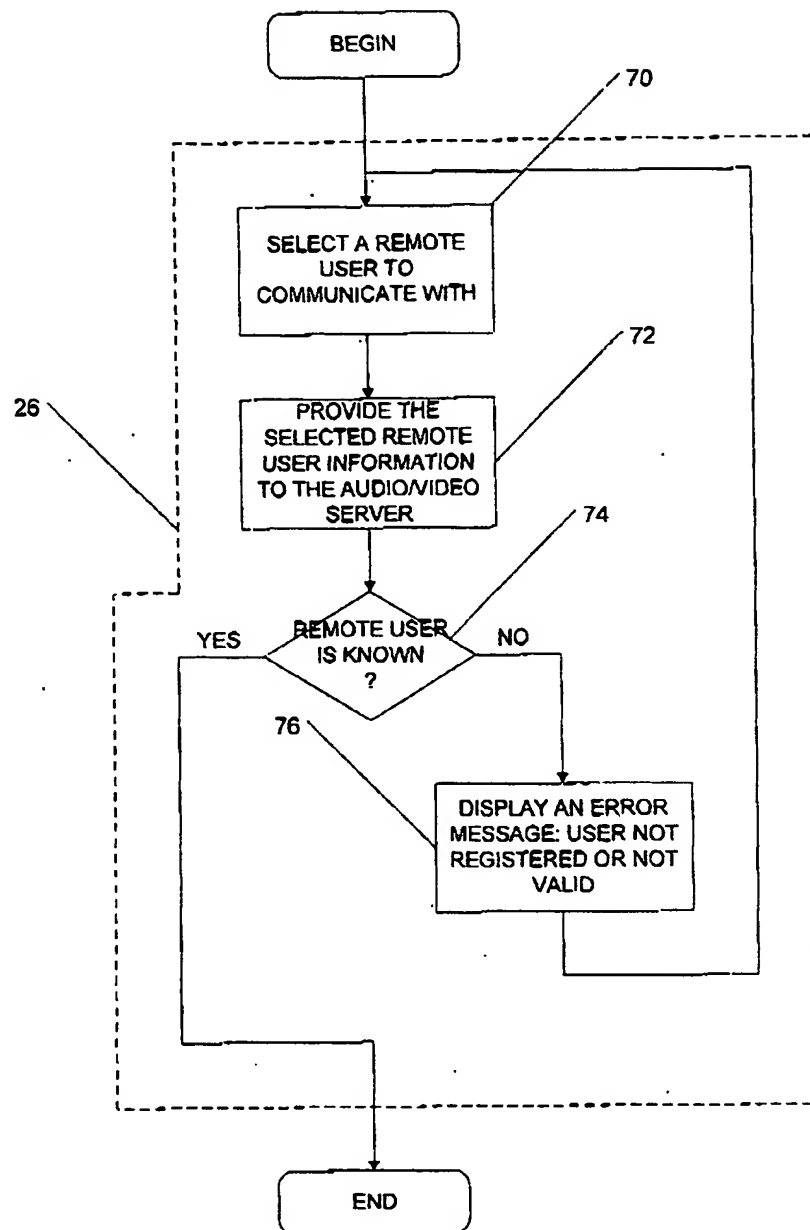 BEGIN
70
SELECT A REMOTE
USER TO
COMMUNICATE WITH
72
26
PROVIDE THE
SELECTED REMOTE
USER INFORMATION
TO THE AUDIO/VIDEO
SERVER
74
YES
REMOTE USER
IS KNOWN
?
NO
76
DISPLAY AN ERROR
MESSAGE: USER NOT
REGISTERED OR NOT
VALID
END